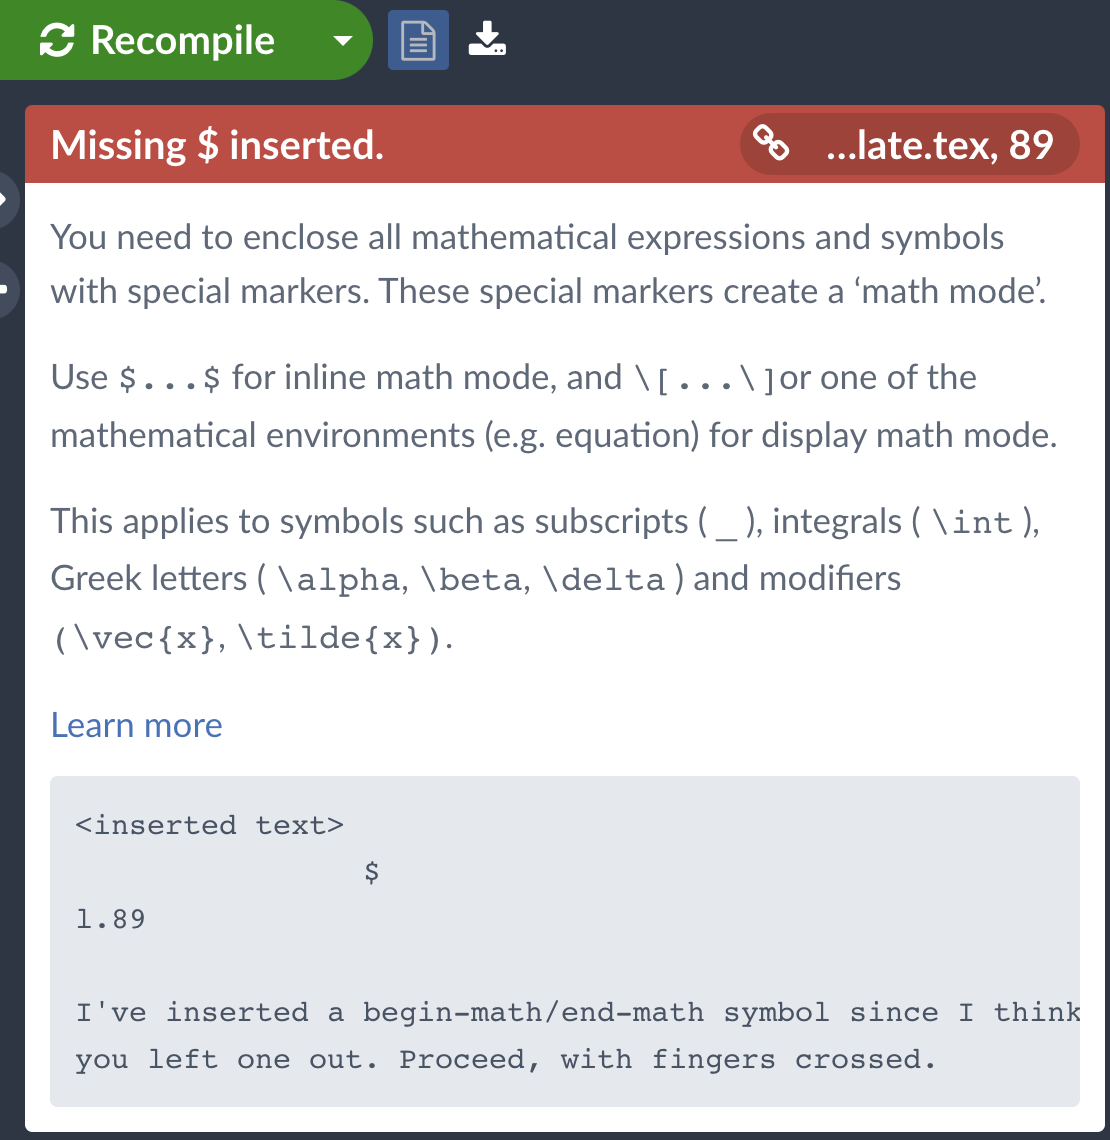 Recompile
Missing $ inserted.
...late.tex, 89
You need to enclose all mathematical expressions and symbols
with special markers. These special markers create a ‘math mode’.
Use $...$ for inline math mode, and \[...\]or one of the
mathematical environments (e.g. equation) for display math mode.
This applies to symbols such as subscripts ( _ ), integrals ( \int ),
Greek letters ( \alpha, \beta, \delta ) and modifiers
(\vec{x}, \tilde{x}).
Learn more
<inserted text>
$
l.89
I've inserted a begin-math/end-math symbol since I think
you left one out. Proceed, with fingers crossed.